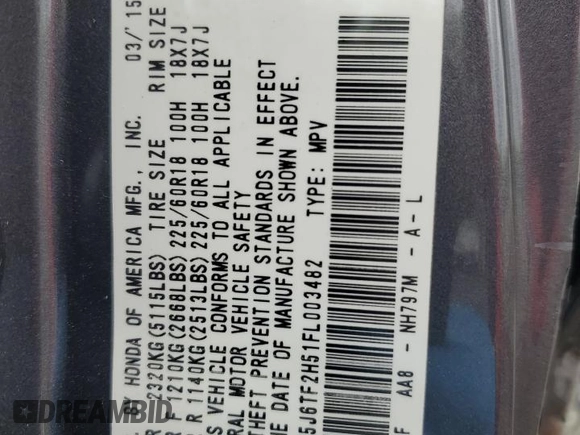 BY HONDA OF AMERICA MFG., INC. 03/'15
2320KG(5115LBS) TIRE SIZE RIM SIZE
F 1210KG(2668LBS)225/60R18 100H 18X7J
R 1140KG(2513LBS)225/60R18 100H 18X7J
S VEHICLE CONFORMS TO ALL APPLICABLE
RAL MOTOR VEHICLE SAFETY
THEFT PREVENTION STANDARDS IN EFFECT
HE DATE OF MANUFACTURE SHOWN ABOVE.
5J6TF2H51FL003482 TYPE: MPV
F AA8 - NH797M - A - L
DREAMBID